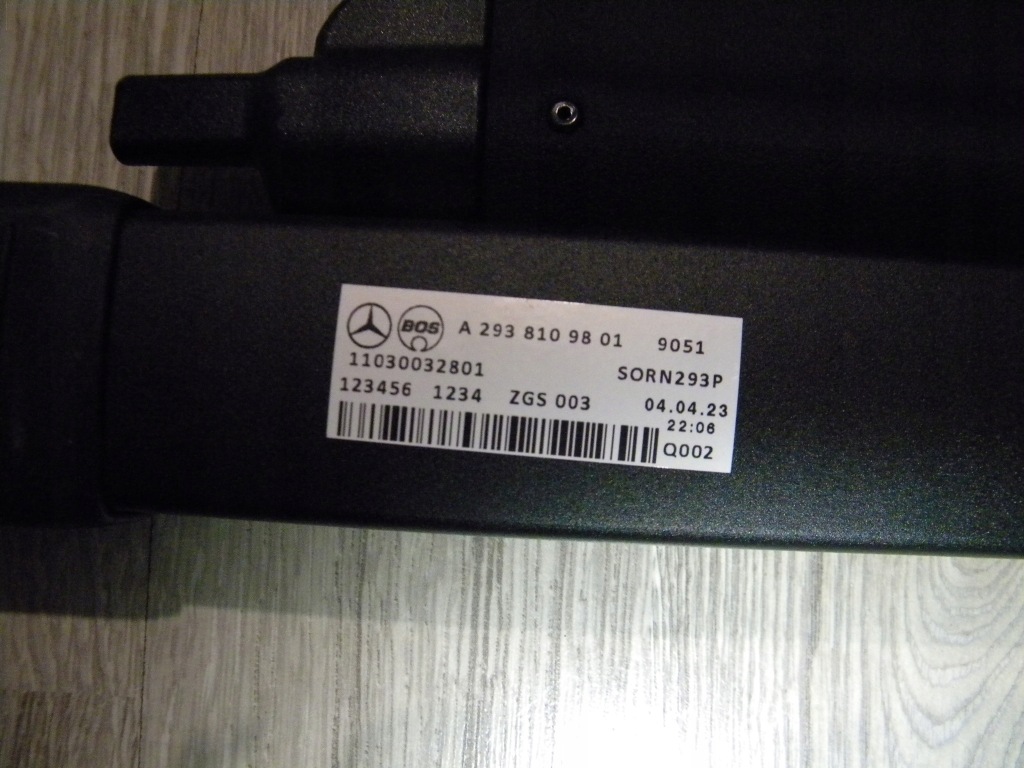 BOS A 293 810 98 01 9051
11030032801 SORN293P
123456 1234 ZGS 003 04.04.23
22:06
Q002